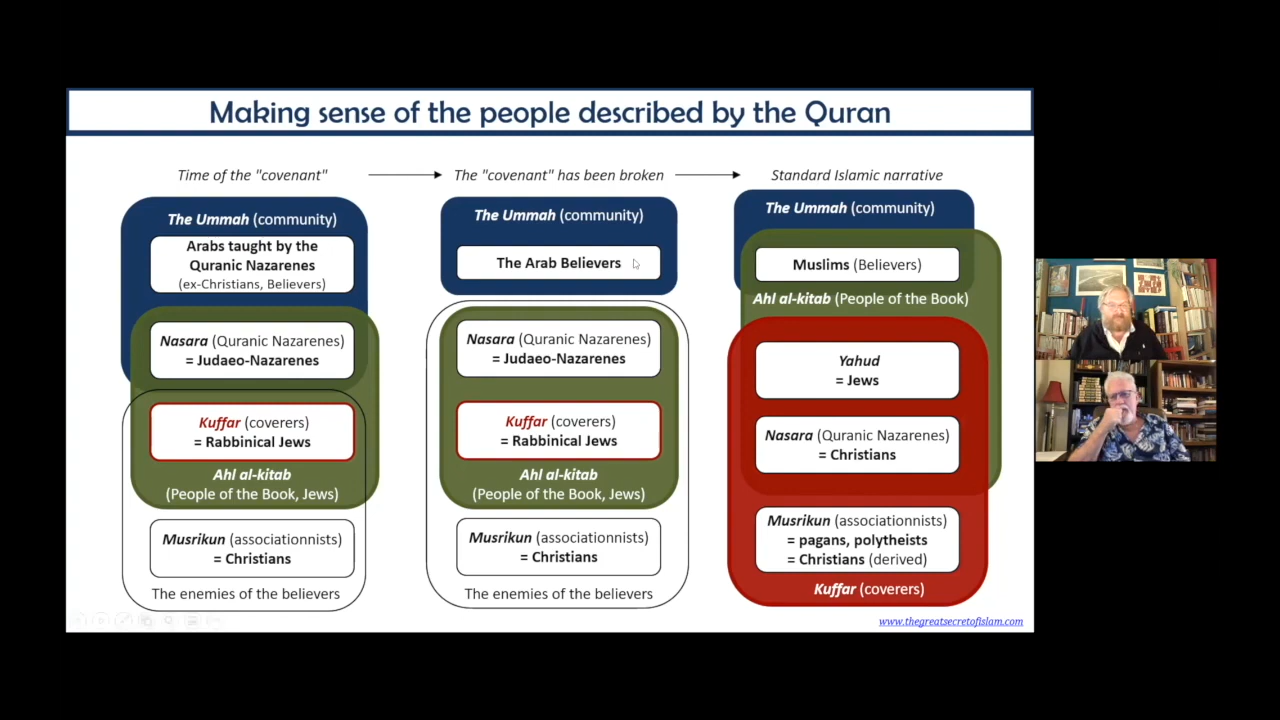 Making sense of the people described by the Quran
Time of the "covenant"
The "covenant" has been broken
Standard Islamic narrative
The Ummah (community)
Arabs taught by the
Quranic Nazarenes
(ex-Christians, Believers)
Nasara (Quranic Nazarenes)
= Judaeo-Nazarenes
Kuffar (coverers)
= Rabbinical Jews
Ahl al-kitab
(People of the Book, Jews)
Musrikun (associationnists)
= Christians
The enemies of the believers
The Ummah (community)
The Arab Believers
Nasara (Quranic Nazarenes)
= Judaeo-Nazarenes
Kuffar (coverers)
= Rabbinical Jews
Ahl al-kitab
(People of the Book, Jews)
Musrikun (associationnists)
= Christians
The enemies of the believers
The Ummah (community)
Muslims (Believers)
Ahl al-kitab (People of the Book)
Yahud
= Jews
Nasara (Quranic Nazarenes)
= Christians
Musrikun (associationnists)
= pagans, polytheists
= Christians (derived)
Kuffar (coverers)
www.thegreatsecretofislam.com